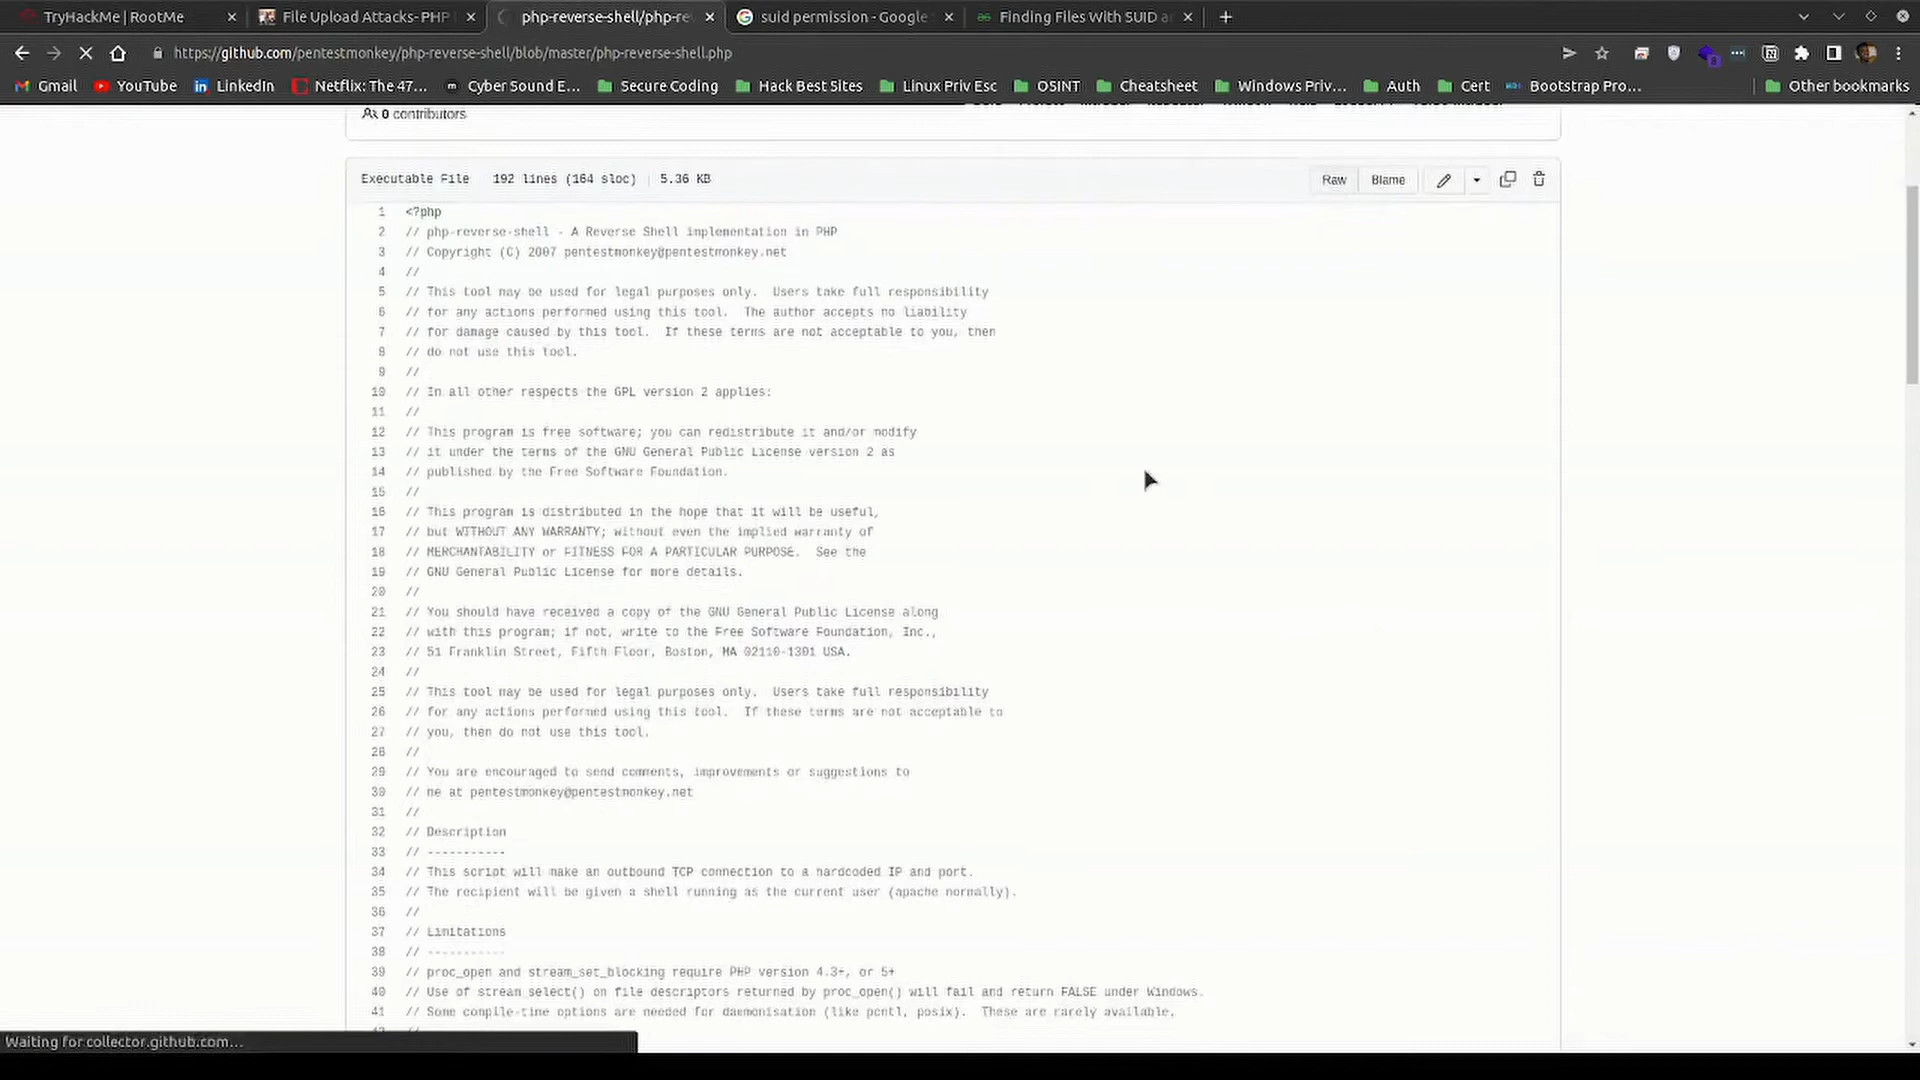 TryHackMe | RootMe
File Upload Attacks- PHP
php-reverse-shell/php-re
suid permission - Google
Finding Files With SUID a
https://github.com/pentestmonkey/php-reverse-shell/blob/master/php-reverse-shell.php
8
Gmail
YouTube
LinkedIn
Netflix: The 47...
Cyber Sound E...
Secure Coding
Hack Best Sites
Linux Priv Esc
OSINT
Cheatsheet
Windows Priv...
Auth
Cert
Bootstrap Pro...
Other bookmarks
0 contributors
Executable File 192 lines (164 sloc) | 5.36 KB
Raw
Blame
1 <?php
2 // php-reverse-shell - A Reverse Shell implementation in PHP
3 // Copyright (C) 2007 pentestmonkey@pentestmonkey.net
4 //
5 // This tool may be used for legal purposes only.  Users take full responsibility
6 // for any actions performed using this tool.  The author accepts no liability
7 // for damage caused by this tool.  If these terms are not acceptable to you, then
8 // do not use this tool.
9 //
10 // In all other respects the GPL version 2 applies:
11 //
12 // This program is free software; you can redistribute it and/or modify
13 // it under the terms of the GNU General Public License version 2 as
14 // published by the Free Software Foundation.
15 //
16 // This program is distributed in the hope that it will be useful,
17 // but WITHOUT ANY WARRANTY; without even the implied warranty of
18 // MERCHANTABILITY or FITNESS FOR A PARTICULAR PURPOSE.  See the
19 // GNU General Public License for more details.
20 //
21 // You should have received a copy of the GNU General Public License along
22 // with this program; if not, write to the Free Software Foundation, Inc.,
23 // 51 Franklin Street, Fifth Floor, Boston, MA 02110-1301 USA.
24 //
25 // This tool may be used for legal purposes only.  Users take full responsibility
26 // for any actions performed using this tool.  If these terms are not acceptable to
27 // you, then do not use this tool.
28 //
29 // You are encouraged to send comments, improvements or suggestions to
30 // me at pentestmonkey@pentestmonkey.net
31 //
32 // Description
33 // -----------
34 // This script will make an outbound TCP connection to a hardcoded IP and port.
35 // The recipient will be given a shell running as the current user (apache normally).
36 //
37 // Limitations
38 // -----------
39 // proc_open and stream_set_blocking require PHP version 4.3+, or 5+
40 // Use of stream_select() on file descriptors returned by proc_open() will fail and return FALSE under Windows.
41 // Some compile-time options are needed for daemonisation (like pcntl, posix).  These are rarely available.
Waiting for collector.github.com...